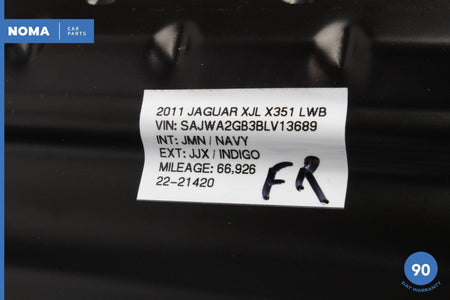 NOMA CAR PARTS
2011 JAGUAR XJL X351 LWB
VIN: SAJWA2GB3BLV13689
INT: JMN / NAVY
EXT: JJX / INDIGO
MILEAGE: 66,926
22-21420
FR
90
DAY WARRANTY